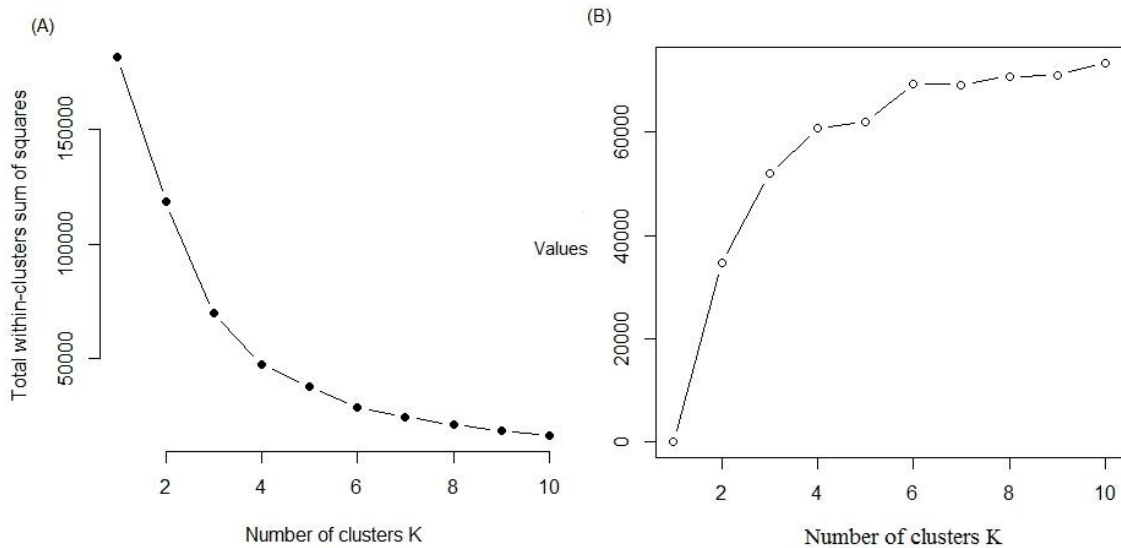 (A)
Total within-clusters sum of squares
150000
100000
50000
2 4 6 8 10
Number of clusters K
(B)
Values
60000
40000
20000
0
2 4 6 8 10
Number of clusters K